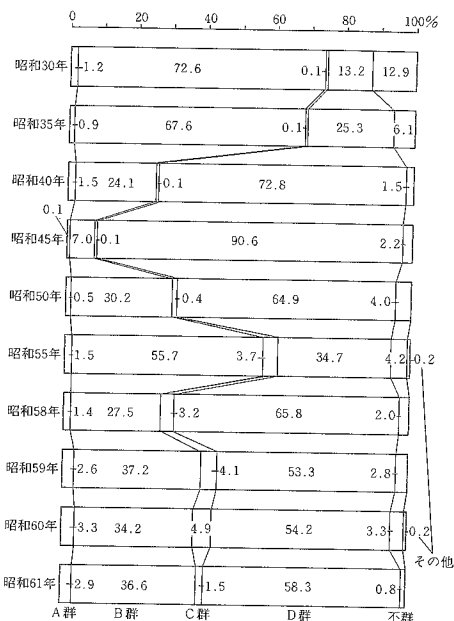 0 20 40 60 80 100%
昭和30年 1.2 72.6 0.1 13.2 12.9
昭和35年 0.9 67.6 0.1 25.3 6.1
昭和40年 1.5 24.1 0.1 72.8 1.5
0.1
昭和45年 7.0 0.1 90.6 2.2
昭和50年 0.5 30.2 0.4 64.9 4.0
昭和55年 1.5 55.7 3.7 34.7 4.2 0.2
昭和58年 1.4 27.5 3.2 65.8 2.0
昭和59年 2.6 37.2 4.1 53.3 2.8
昭和60年 3.3 34.2 4.9 54.2 3.3 0.2
その他
昭和61年 2.9 36.6 1.5 58.3 0.8
A群 B群 C群 D群 不群